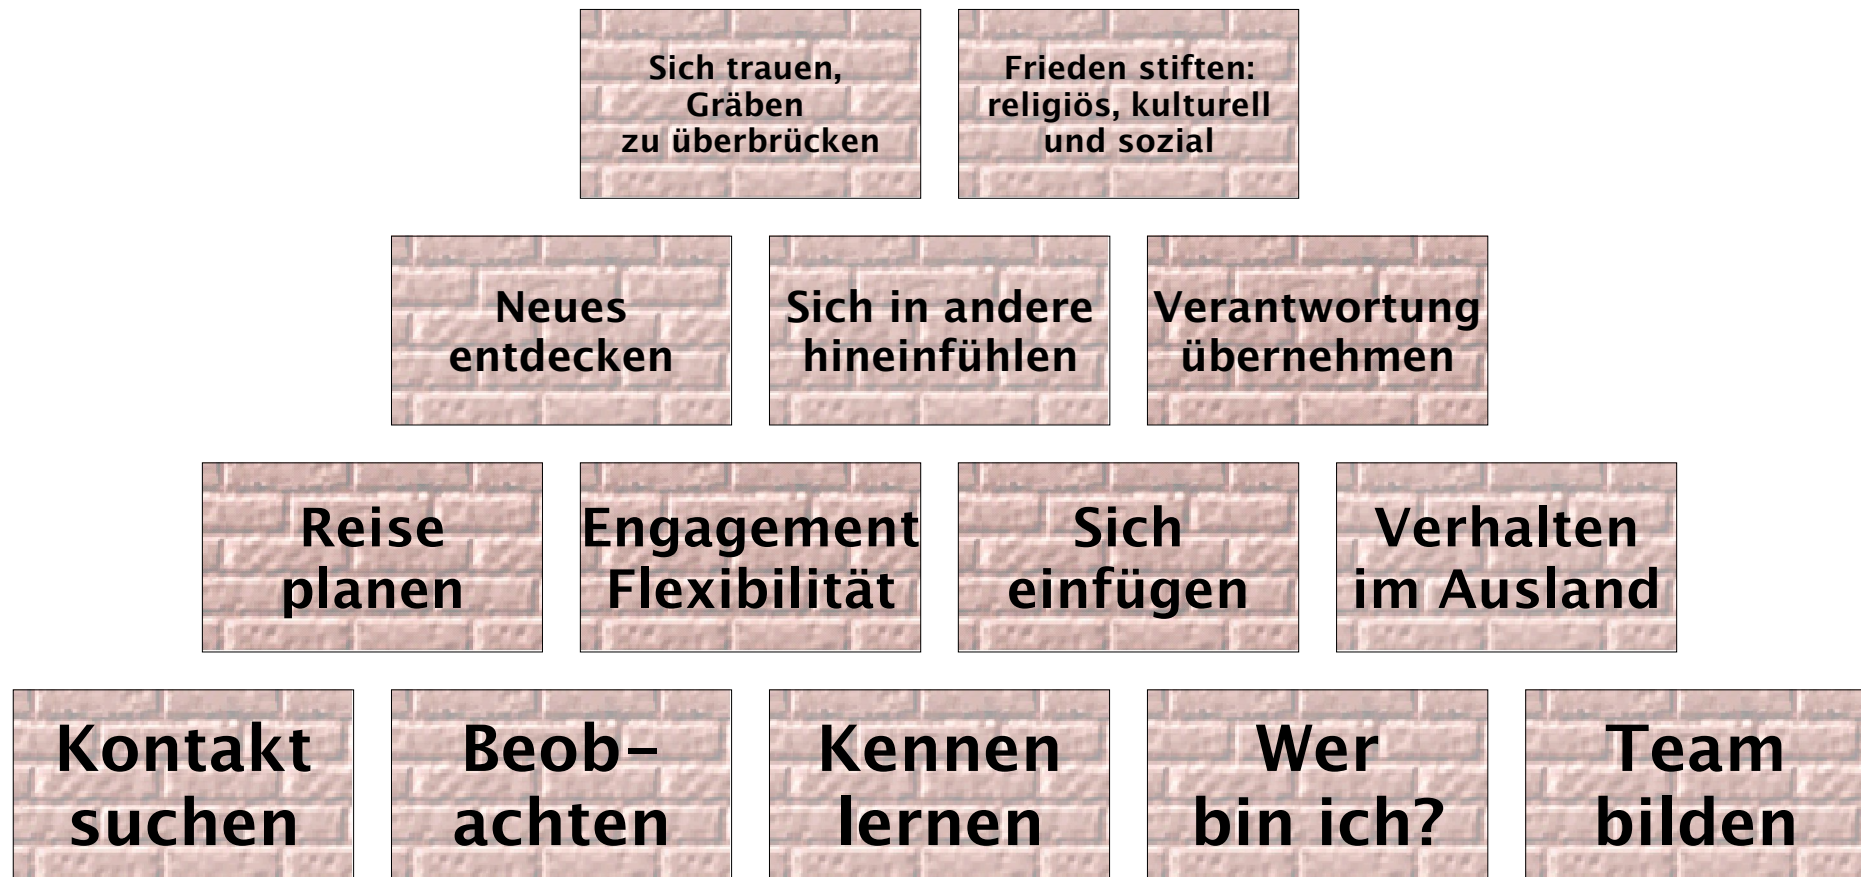 Sich trauen,
Gräben
zu überbrücken
Frieden stiften:
religiös, kulturell
und sozial
Neues
entdecken
Sich in andere
hineinfühlen
Verantwortung
übernehmen
Reise
planen
Engagement
Flexibilität
Sich
einfügen
Verhalten
im Ausland
Kontakt
suchen
Beob-
achten
Kennen
lernen
Wer
bin ich?
Team
bilden